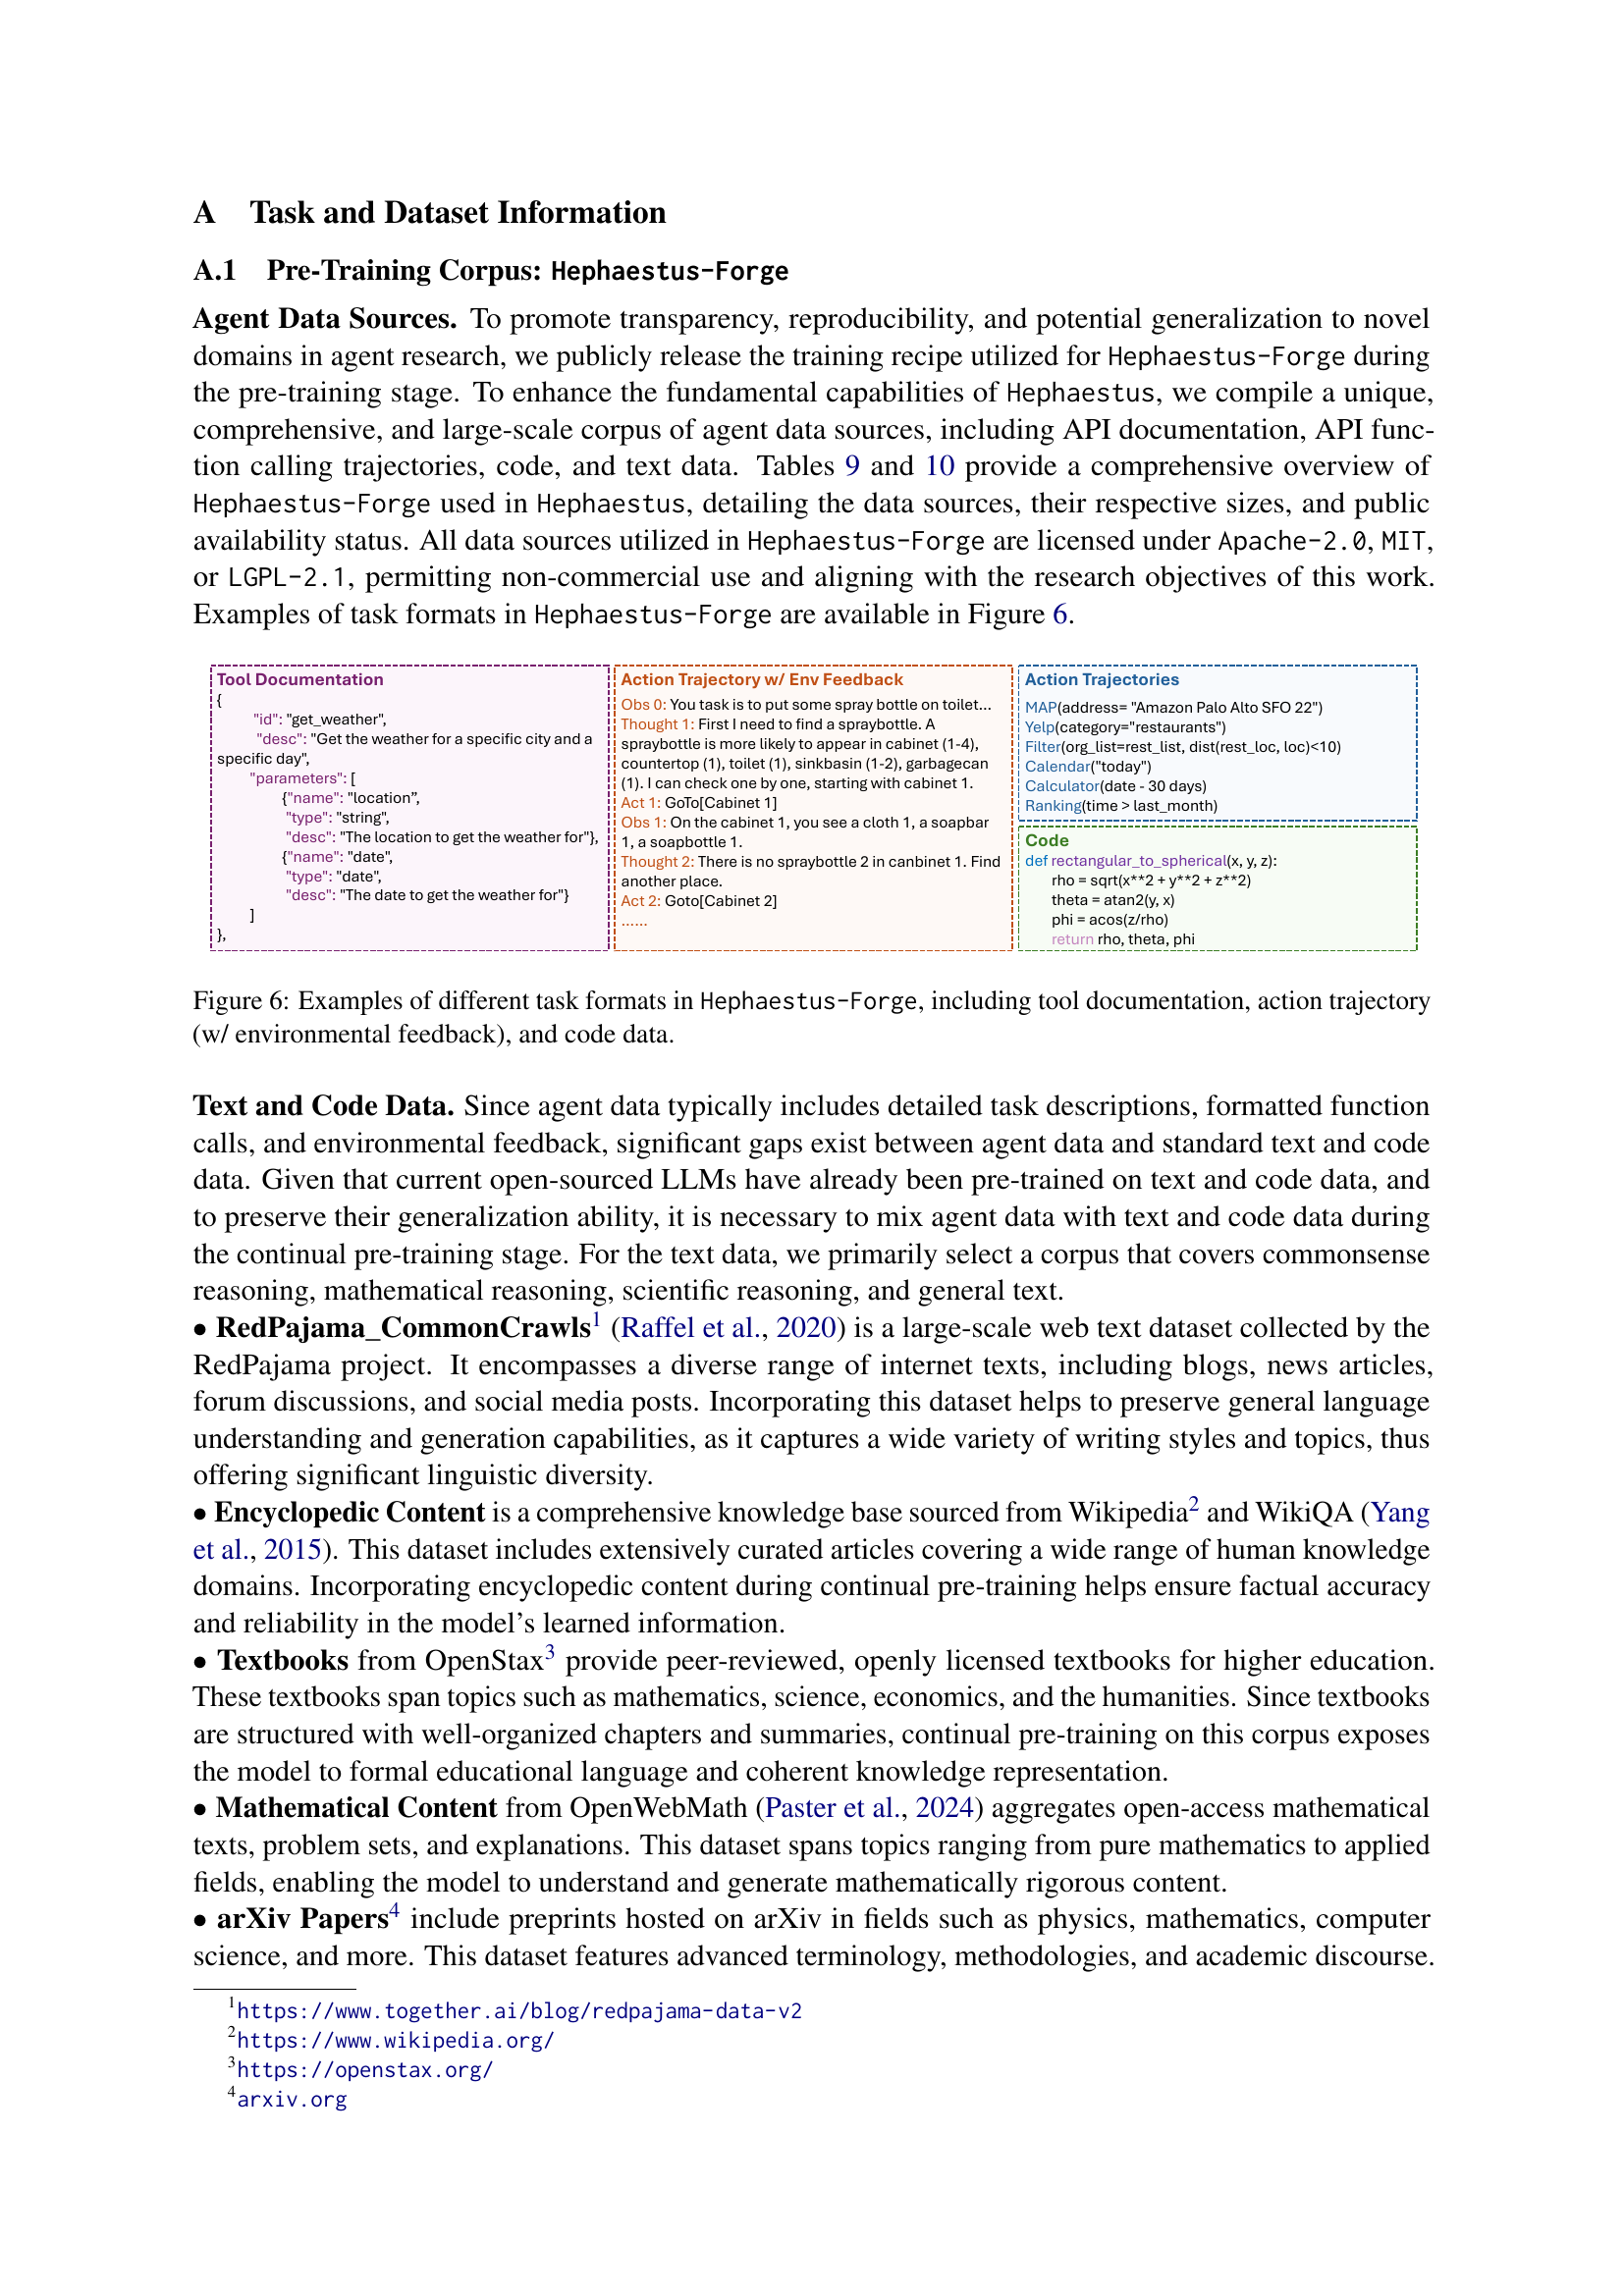 A Task and Dataset Information
A.1 Pre-Training Corpus: Hephaestus-Forge
Agent Data Sources. To promote transparency, reproducibility, and potential generalization to novel
domains in agent research, we publicly release the training recipe utilized for Hephaestus-Forge during
the pre-training stage. To enhance the fundamental capabilities of Hephaestus, we compile a unique,
comprehensive, and large-scale corpus of agent data sources, including API documentation, API func-
tion calling trajectories, code, and text data. Tables 9 and 10 provide a comprehensive overview of
Hephaestus-Forge used in Hephaestus, detailing the data sources, their respective sizes, and public
availability status. All data sources utilized in Hephaestus-Forge are licensed under Apache-2.0, MIT,
or LGPL-2.1, permitting non-commercial use and aligning with the research objectives of this work.
Examples of task formats in Hephaestus-Forge are available in Figure 6.
Tool Documentation
{
"id": "get_weather",
"desc": "Get the weather for a specific city and a
specific day",
"parameters": [
{"name": "location”,
"type": "string",
"desc": "The location to get the weather for"},
{"name": "date",
"type": "date",
"desc": "The date to get the weather for"}
]
},
Action Trajectory w/ Env Feedback
Obs 0: You task is to put some spray bottle on toilet...
Thought 1: First I need to find a spraybottle. A
spraybottle is more likely to appear in cabinet (1-4),
countertop (1), toilet (1), sinkbasin (1-2), garbagecan
(1). I can check one by one, starting with cabinet 1.
Act 1: GoTo[Cabinet 1]
Obs 1: On the cabinet 1, you see a cloth 1, a soapbar
1, a soapbottle 1.
Thought 2: There is no spraybottle 2 in canbinet 1. Find
another place.
Act 2: Goto[Cabinet 2]
......
Action Trajectories
MAP(address= "Amazon Palo Alto SFO 22")
Yelp(category="restaurants")
Filter(org_list=rest_list, dist(rest_loc, loc)<10)
Calendar("today")
Calculator(date - 30 days)
Ranking(time > last_month)
Code
def rectangular_to_spherical(x, y, z):
rho = sqrt(x**2 + y**2 + z**2)
theta = atan2(y, x)
phi = acos(z/rho)
return rho, theta, phi
Figure 6: Examples of different task formats in Hephaestus-Forge, including tool documentation, action trajectory
(w/ environmental feedback), and code data.
Text and Code Data. Since agent data typically includes detailed task descriptions, formatted function
calls, and environmental feedback, significant gaps exist between agent data and standard text and code
data. Given that current open-sourced LLMs have already been pre-trained on text and code data, and
to preserve their generalization ability, it is necessary to mix agent data with text and code data during
the continual pre-training stage. For the text data, we primarily select a corpus that covers commonsense
reasoning, mathematical reasoning, scientific reasoning, and general text.
• RedPajama_CommonCrawls1 (Raffel et al., 2020) is a large-scale web text dataset collected by the
RedPajama project. It encompasses a diverse range of internet texts, including blogs, news articles,
forum discussions, and social media posts. Incorporating this dataset helps to preserve general language
understanding and generation capabilities, as it captures a wide variety of writing styles and topics, thus
offering significant linguistic diversity.
• Encyclopedic Content is a comprehensive knowledge base sourced from Wikipedia2 and WikiQA (Yang
et al., 2015). This dataset includes extensively curated articles covering a wide range of human knowledge
domains. Incorporating encyclopedic content during continual pre-training helps ensure factual accuracy
and reliability in the model’s learned information.
• Textbooks from OpenStax3 provide peer-reviewed, openly licensed textbooks for higher education.
These textbooks span topics such as mathematics, science, economics, and the humanities. Since textbooks
are structured with well-organized chapters and summaries, continual pre-training on this corpus exposes
the model to formal educational language and coherent knowledge representation.
• Mathematical Content from OpenWebMath (Paster et al., 2024) aggregates open-access mathematical
texts, problem sets, and explanations. This dataset spans topics ranging from pure mathematics to applied
fields, enabling the model to understand and generate mathematically rigorous content.
• arXiv Papers4 include preprints hosted on arXiv in fields such as physics, mathematics, computer
science, and more. This dataset features advanced terminology, methodologies, and academic discourse.
1https://www.together.ai/blog/redpajama-data-v2
2https://www.wikipedia.org/
3https://openstax.org/
4arxiv.org